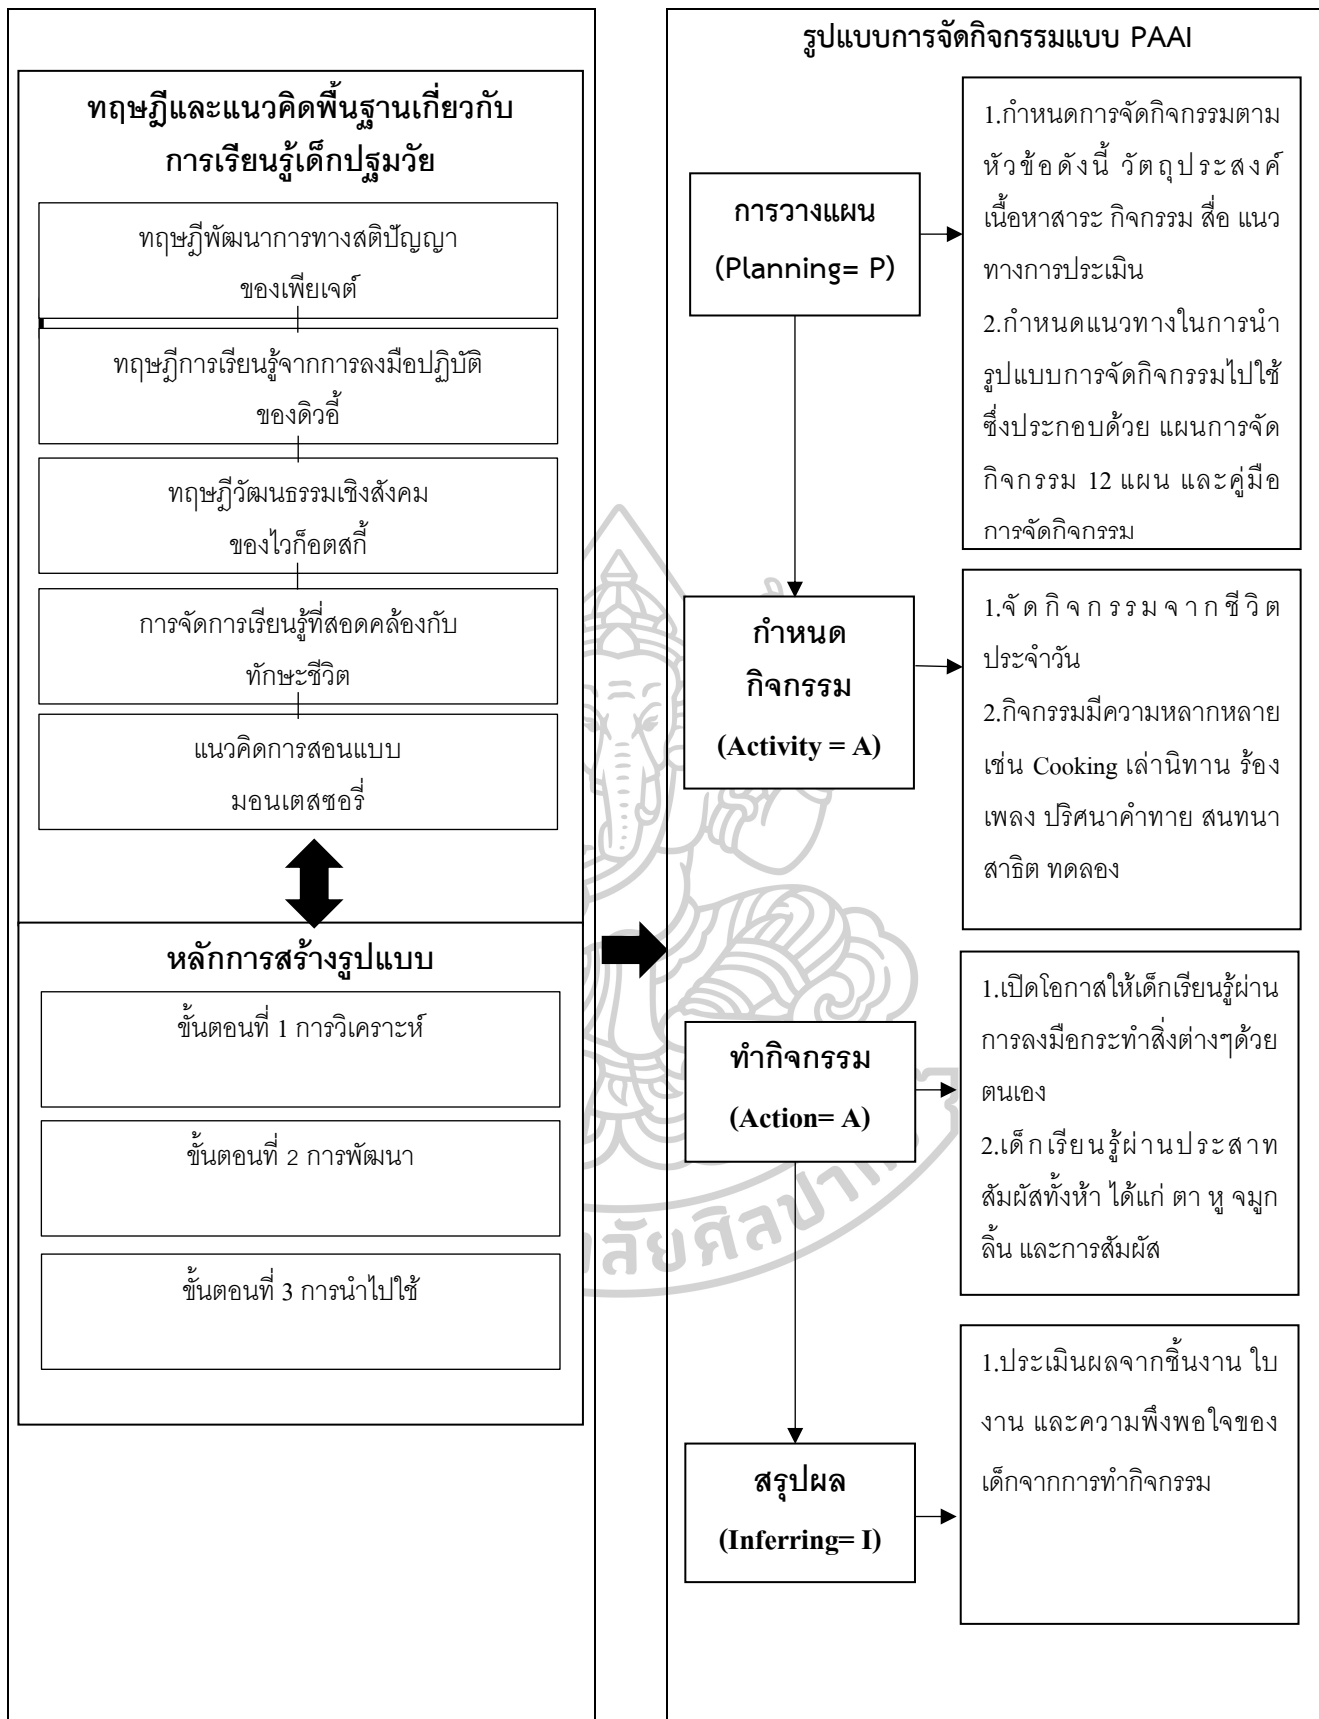 ทฤษฎีและแนวคิดพื้นฐานเกี่ยวกับ
การเรียนรู้เด็กปฐมวัย
ทฤษฎีพัฒนาการทางสติปัญญา
ของเพียเจต์
ทฤษฎีการเรียนรู้จากการลงมือปฏิบัติ
ของดิวอี้
ทฤษฎีวัฒนธรรมเชิงสังคม
ของไวก็อตสกี้
การจัดการเรียนรู้ที่สอดคล้องกับ
ทักษะชีวิต
แนวคิดการสอนแบบ
มอนเตสซอรี่
หลักการสร้างรูปแบบ
ขั้นตอนที่ 1 การวิเคราะห์
ขั้นตอนที่ 2 การพัฒนา
ขั้นตอนที่ 3 การนำไปใช้
รูปแบบการจัดกิจกรรมแบบ PAAI
การวางแผน
(Planning= P)
1.กำหนดการจัดกิจกรรมตาม
หัวข้อดังนี้ วัตถุประสงค์
เนื้อหาสาระ กิจกรรม สื่อ แนว
ทางการประเมิน
2.กำหนดแนวทางในการนำ
รูปแบบการจัดกิจกรรมไปใช้
ซึ่งประกอบด้วย แผนการจัด
กิจกรรม 12 แผน และคู่มือ
การจัดกิจกรรม
กำหนด
กิจกรรม
(Activity = A)
1.จัดกิจกรรมจากชีวิต
ประจำวัน
2.กิจกรรมมีความหลากหลาย
เช่น Cooking เล่านิทาน ร้อง
เพลง ปริศนาคำทาย สนทนา
สาธิต ทดลอง
ทำกิจกรรม
(Action= A)
1.เปิดโอกาสให้เด็กเรียนรู้ผ่าน
การลงมือกระทำสิ่งต่างๆด้วย
ตนเอง
2.เด็กเรียนรู้ผ่านประสาท
สัมผัสทั้งห้า ได้แก่ ตา หู จมูก
ลิ้น และการสัมผัส
สรุปผล
(Inferring= I)
1.ประเมินผลจากชิ้นงาน ใบ
งาน และความพึงพอใจของ
เด็กจากการทำกิจกรรม